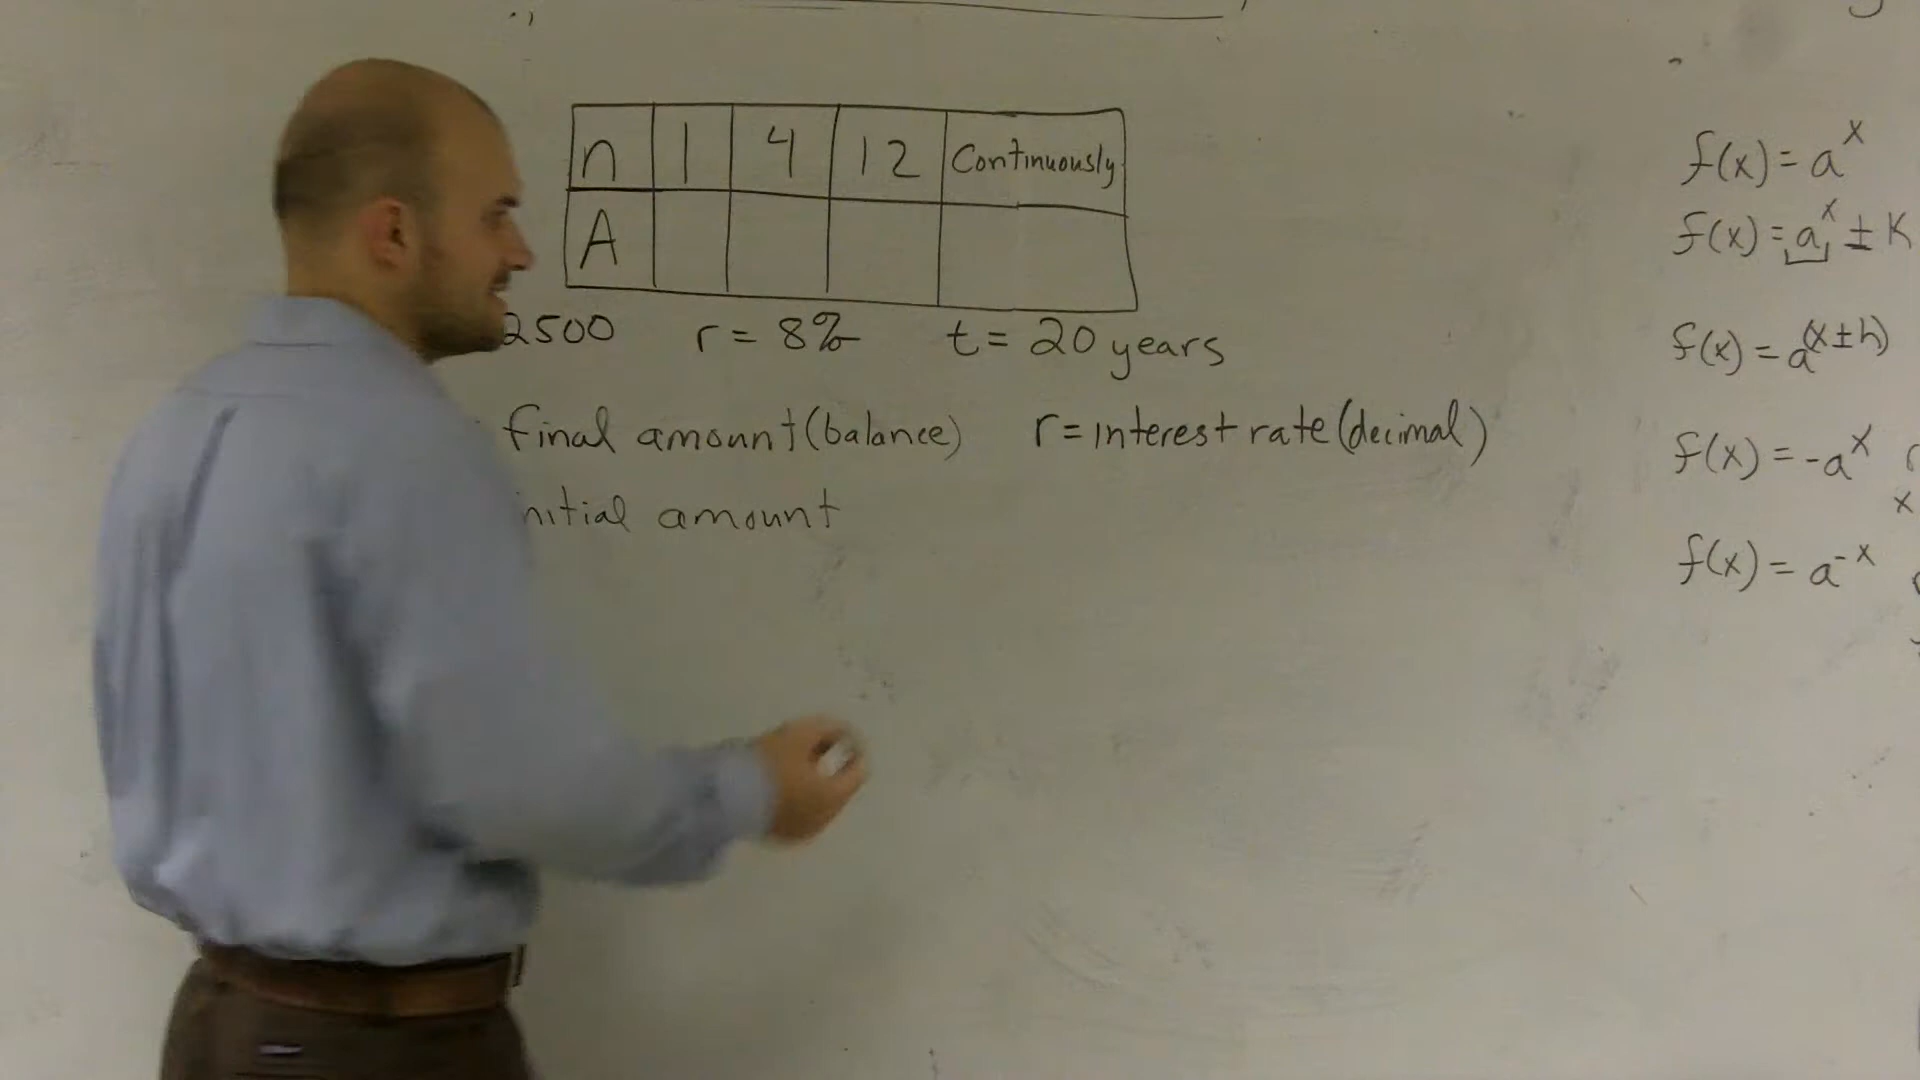 n 1 4 12 Continuously
A
2500 r = 8% t = 20 years
final amount (balance) r = interest rate (decimal)
nitial amount
f(x) = a^x
f(x) = a^x ± K
f(x) = a^(x±h)
f(x) = -a^x
x
f(x) = a^-x